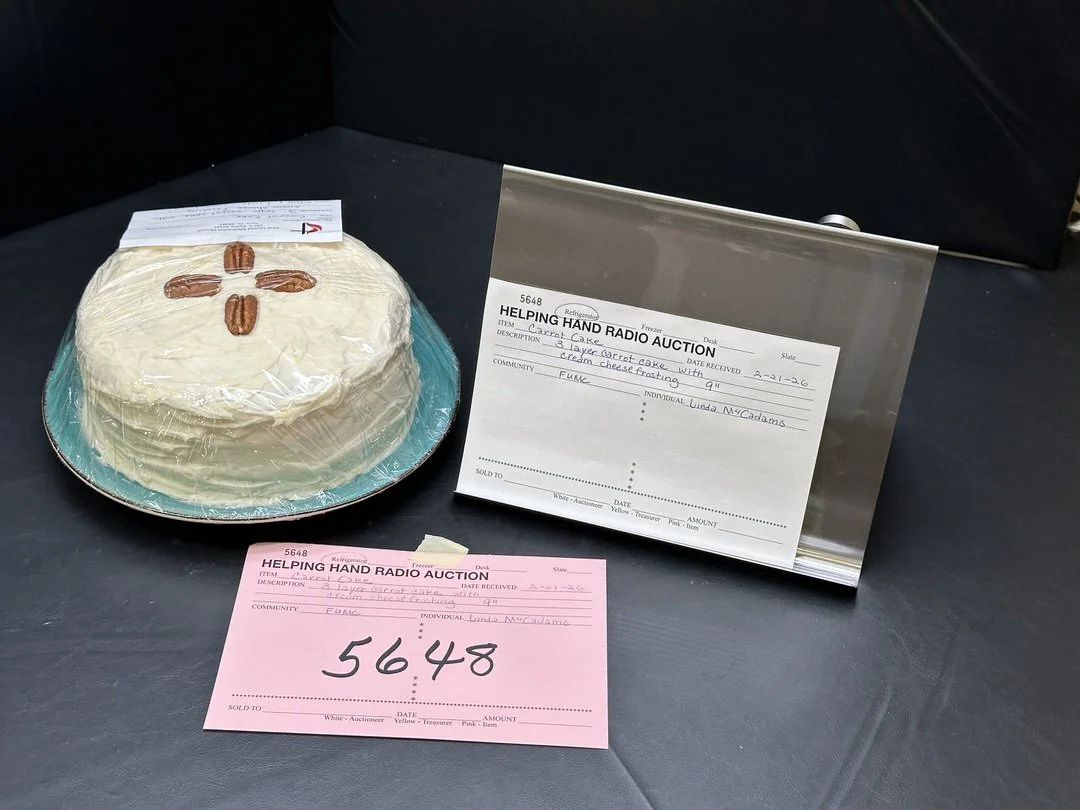 5648
Refrigerator Freezer Desk Slate
HELPING HAND RADIO AUCTION
ITEM Carrot Cake DATE RECEIVED 2-21-26
DESCRIPTION 3 layer carrot cake with
cream cheese frosting 9"
COMMUNITY FUMC INDIVIDUAL Linda McCadams
SOLD TO DATE AMOUNT
White - Auctioneer Yellow - Treasurer Pink - Item
5648
Refrigerator Freezer Desk Slate
HELPING HAND RADIO AUCTION
ITEM Carrot Cake DATE RECEIVED 2-21-26
DESCRIPTION 3 layer carrot cake with
cream cheese frosting 9"
COMMUNITY FUMC INDIVIDUAL Linda McCadams
5648
SOLD TO DATE AMOUNT
White - Auctioneer Yellow - Treasurer Pink - Item